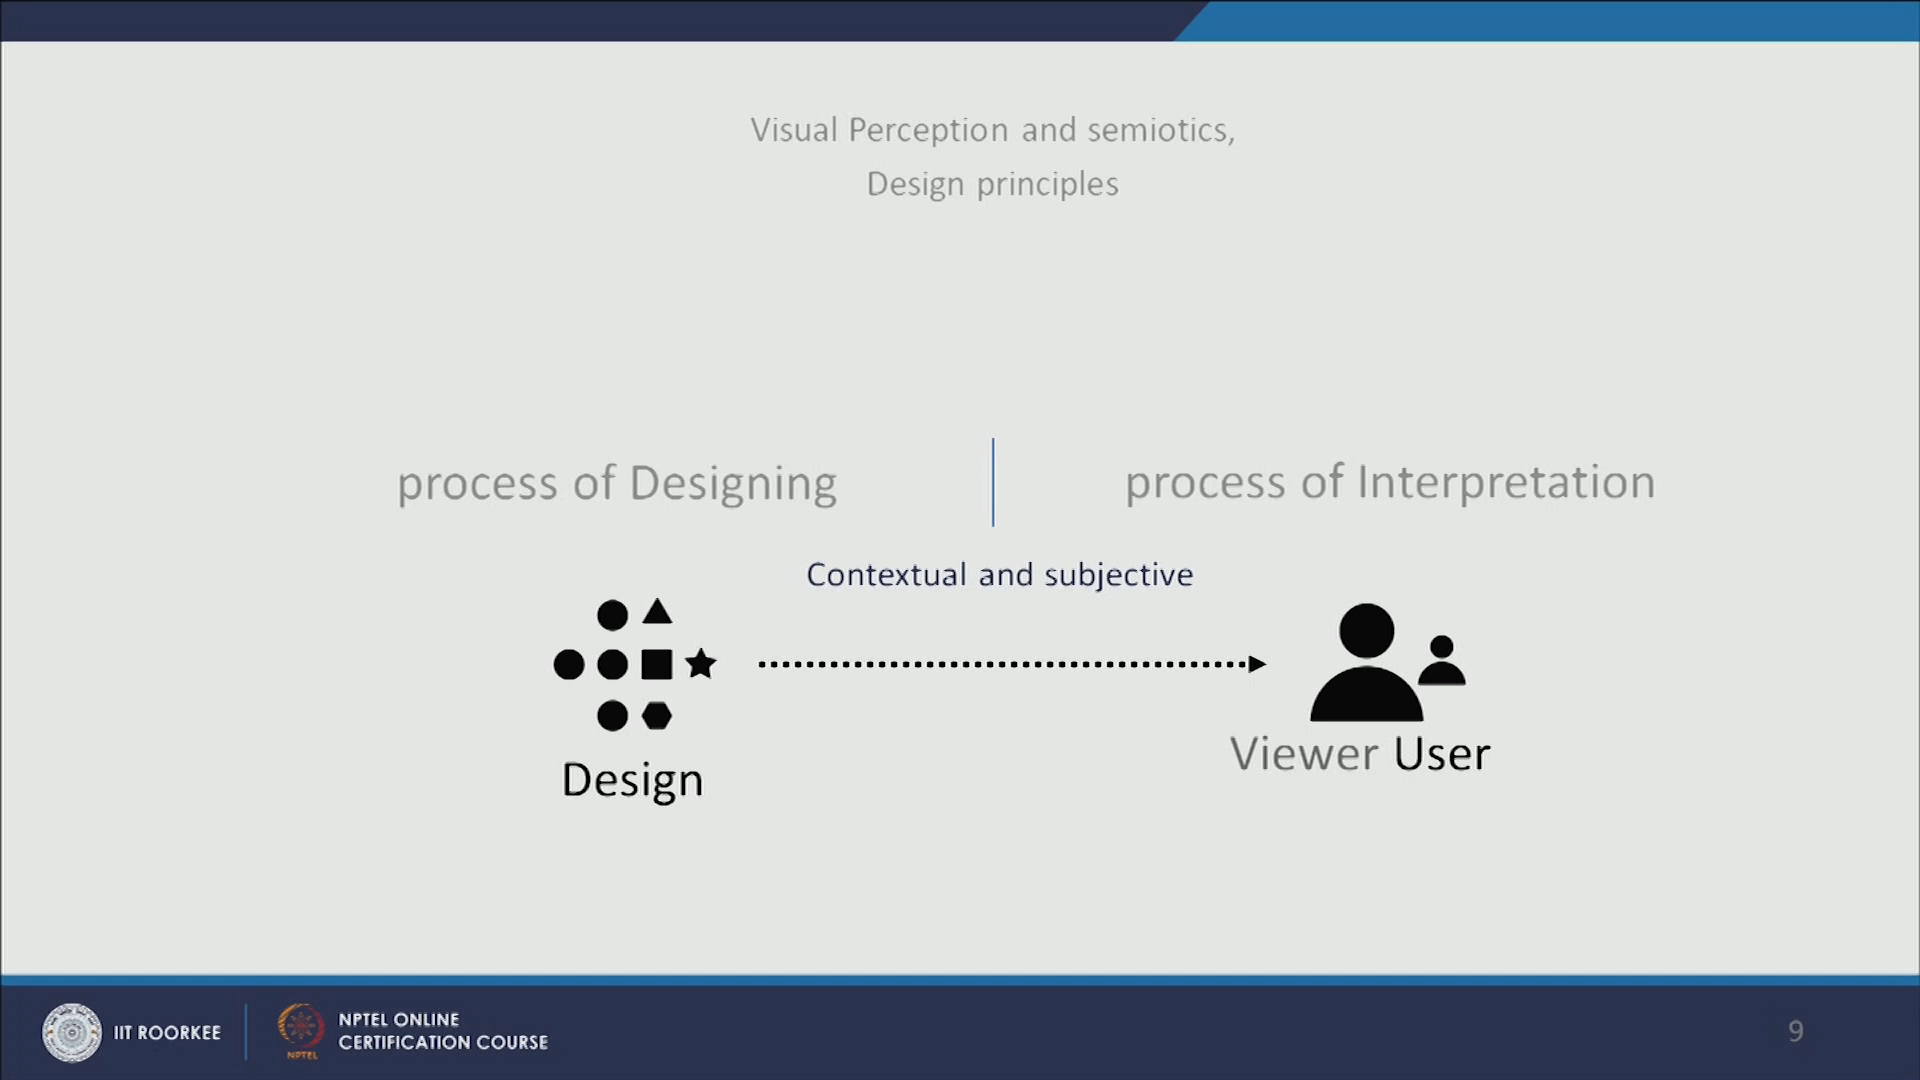 Visual Perception and semiotics,
Design principles
process of Designing
process of Interpretation
Contextual and subjective
Design
Viewer User
IIT ROORKEE
NPTEL
NPTEL ONLINE
CERTIFICATION COURSE
9